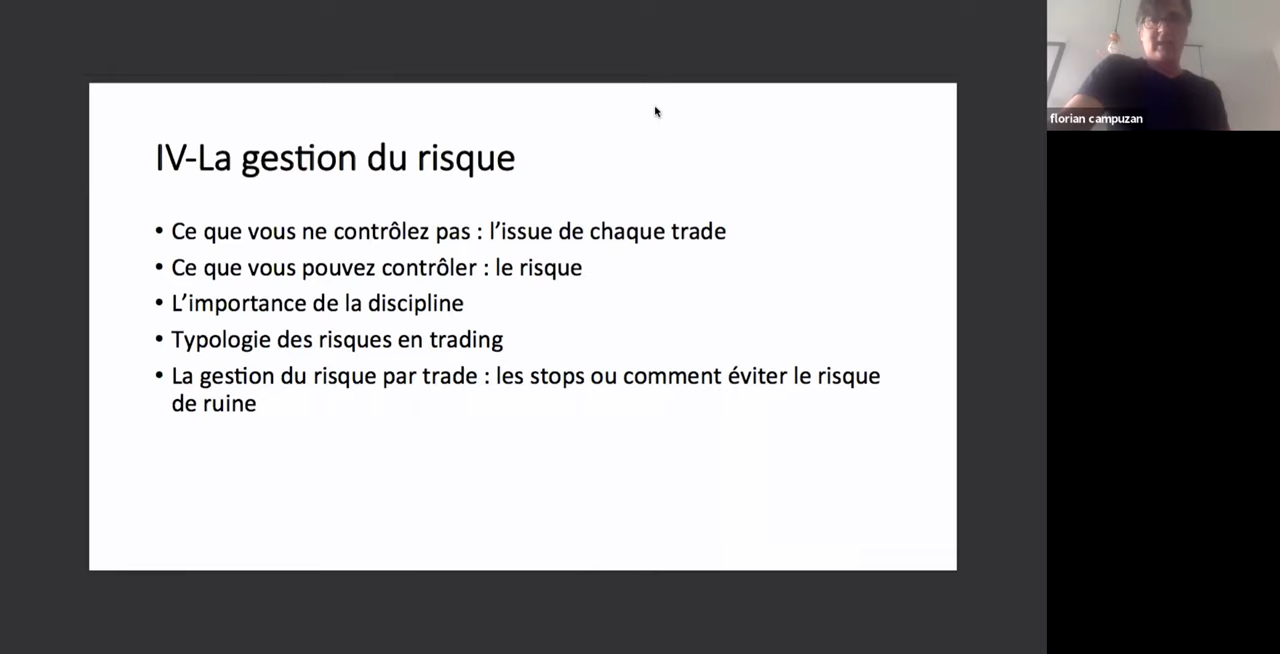 IV-La gestion du risque
• Ce que vous ne contrôlez pas : l’issue de chaque trade
• Ce que vous pouvez contrôler : le risque
• L’importance de la discipline
• Typologie des risques en trading
• La gestion du risque par trade : les stops ou comment éviter le risque
de ruine
florian campuzan